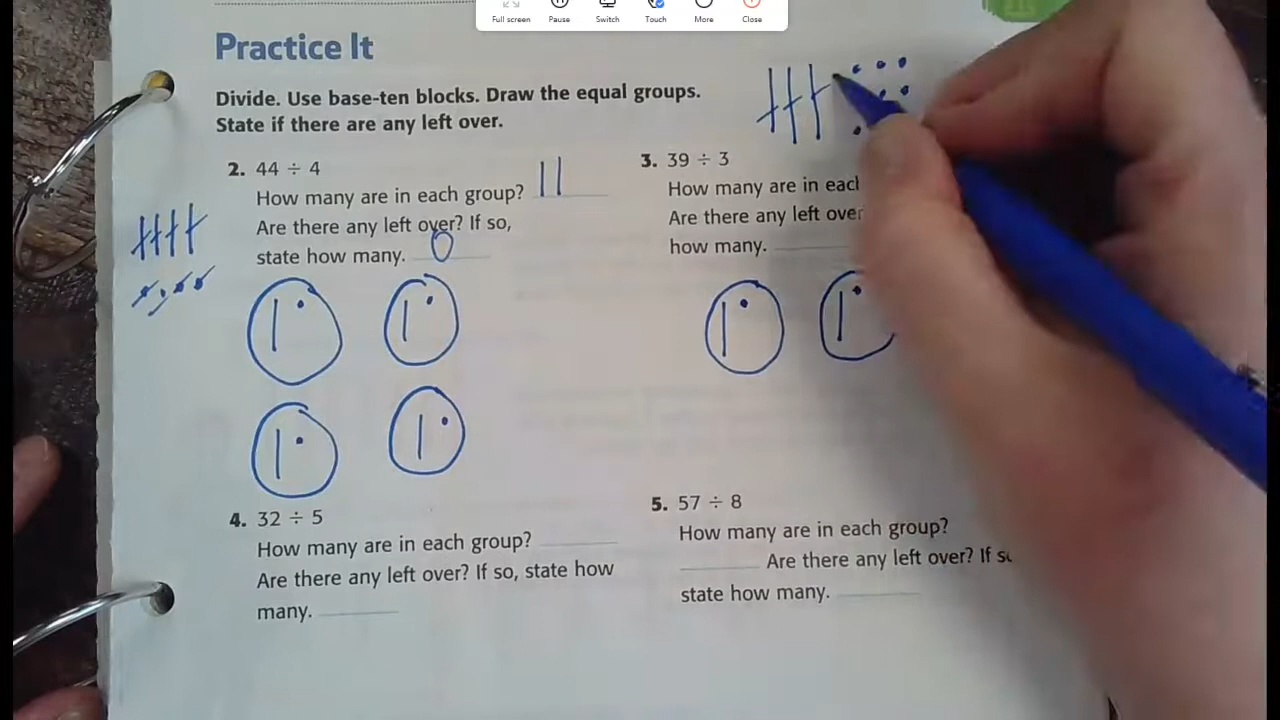 Full screen Pause Switch Touch More Close
Practice It
Divide. Use base-ten blocks. Draw the equal groups.
State if there are any left over.
2. 44 ÷ 4
How many are in each group? 11
Are there any left over? If so,
state how many. 0
3. 39 ÷ 3
How many are in
Are there any left over
how many.
4. 32 ÷ 5
How many are in each group?
Are there any left over? If so, state how
many.
5. 57 ÷ 8
How many are in each group?
Are there any left over? If
state how many.